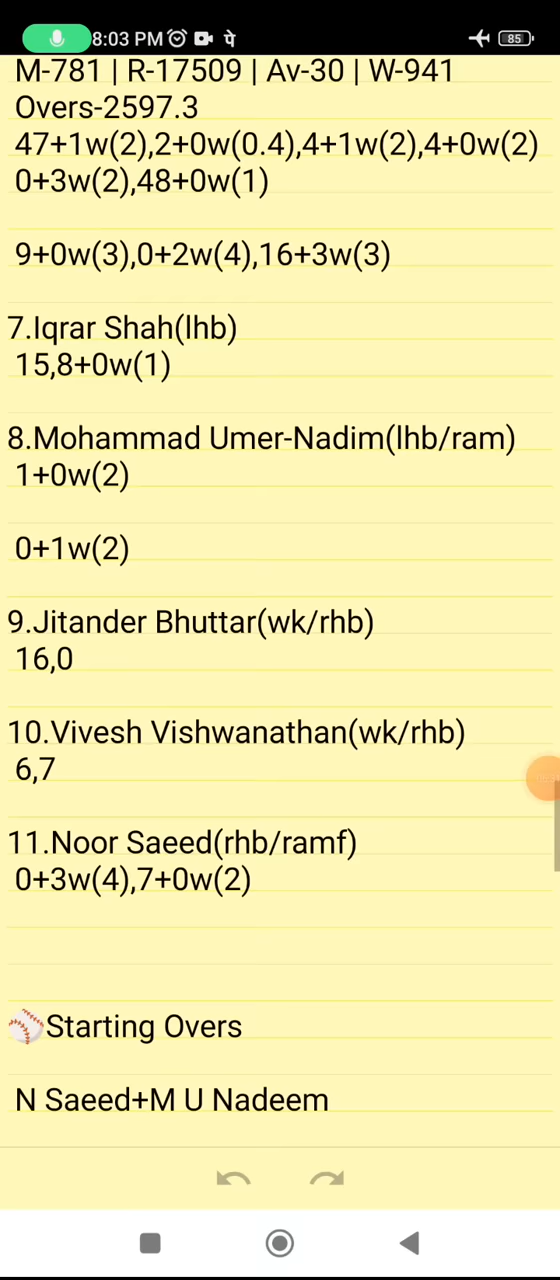 8:03 PM पे 85
M-781 | R-17509 | Av-30 | W-941
Overs-2597.3
47+1w(2),2+0w(0.4),4+1w(2),4+0w(2)
0+3w(2),48+0w(1)
9+0w(3),0+2w(4),16+3w(3)
7.Iqrar Shah(lhb)
15,8+0w(1)
8.Mohammad Umer-Nadim(lhb/ram)
1+0w(2)
0+1w(2)
9.Jitander Bhuttar(wk/rhb)
16,0
10.Vivesh Vishwanathan(wk/rhb)
6,7
11.Noor Saeed(rhb/ramf)
0+3w(4),7+0w(2)
Starting Overs
N Saeed+M U Nadeem